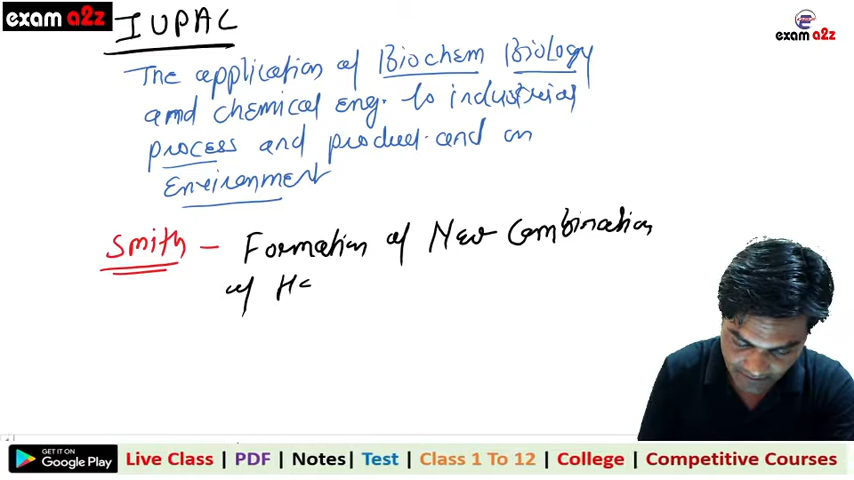 exam a2z
IUPAC
exam a2z
The application of Biochem Biology
and chemical eng. to industrial
process and product and on
Environment
Smith – Formation of New Combination
of He
GET IT ON
Google Play
Live Class | PDF | Notes | Test | Class 1 To 12 | College | Competitive Courses